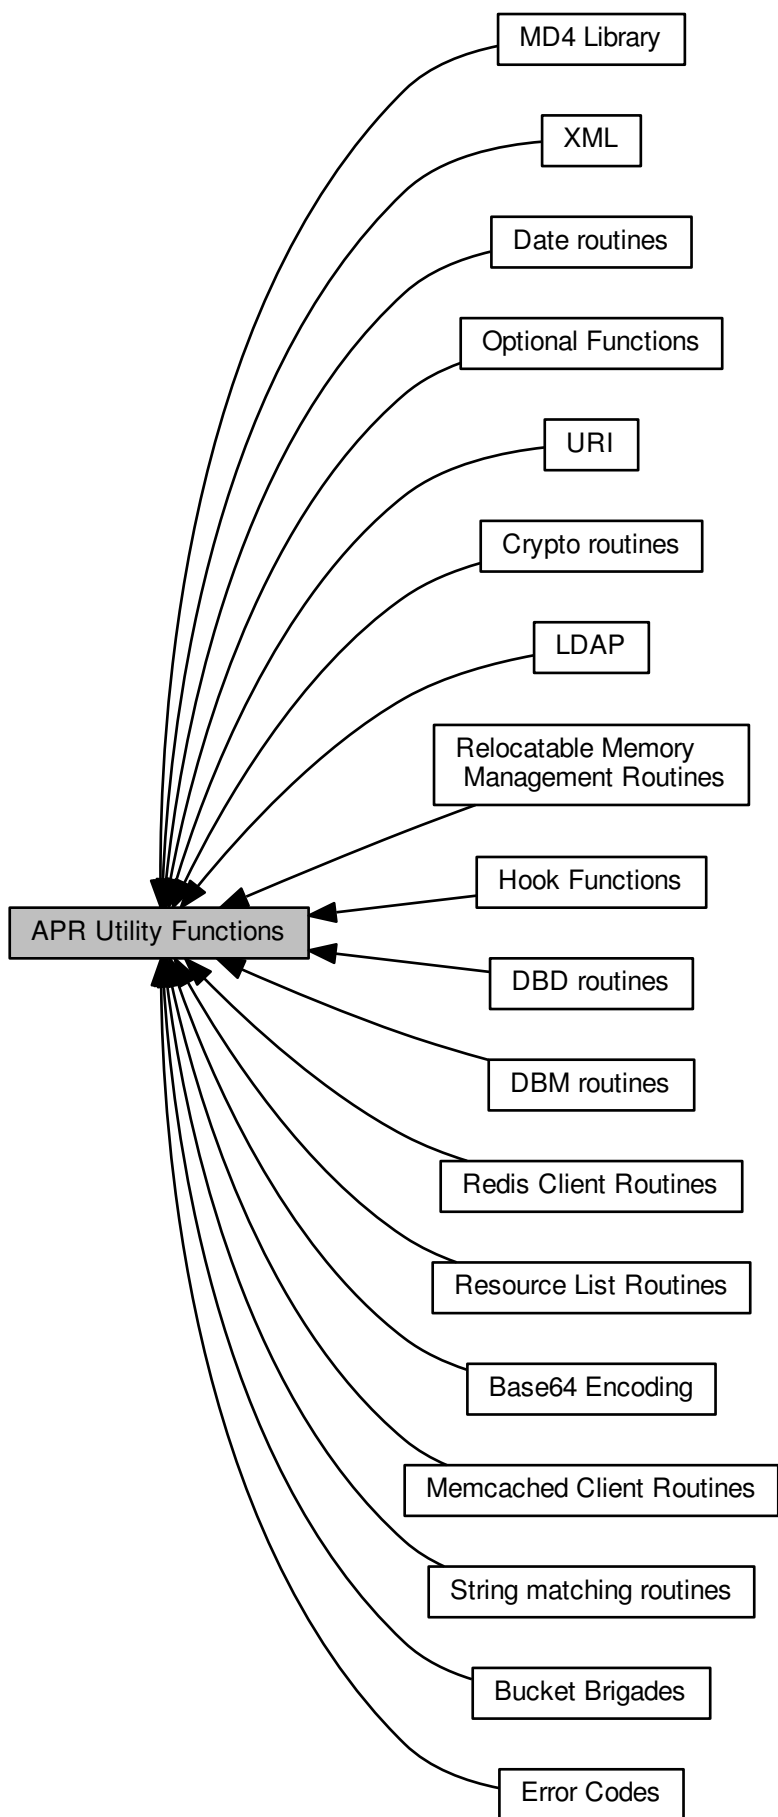 MD4 Library
XML
Date routines
Optional Functions
URI
Crypto routines
LDAP
Relocatable Memory
Management Routines
Hook Functions
APR Utility Functions
DBD routines
DBM routines
Redis Client Routines
Resource List Routines
Base64 Encoding
Memcached Client Routines
String matching routines
Bucket Brigades
Error Codes